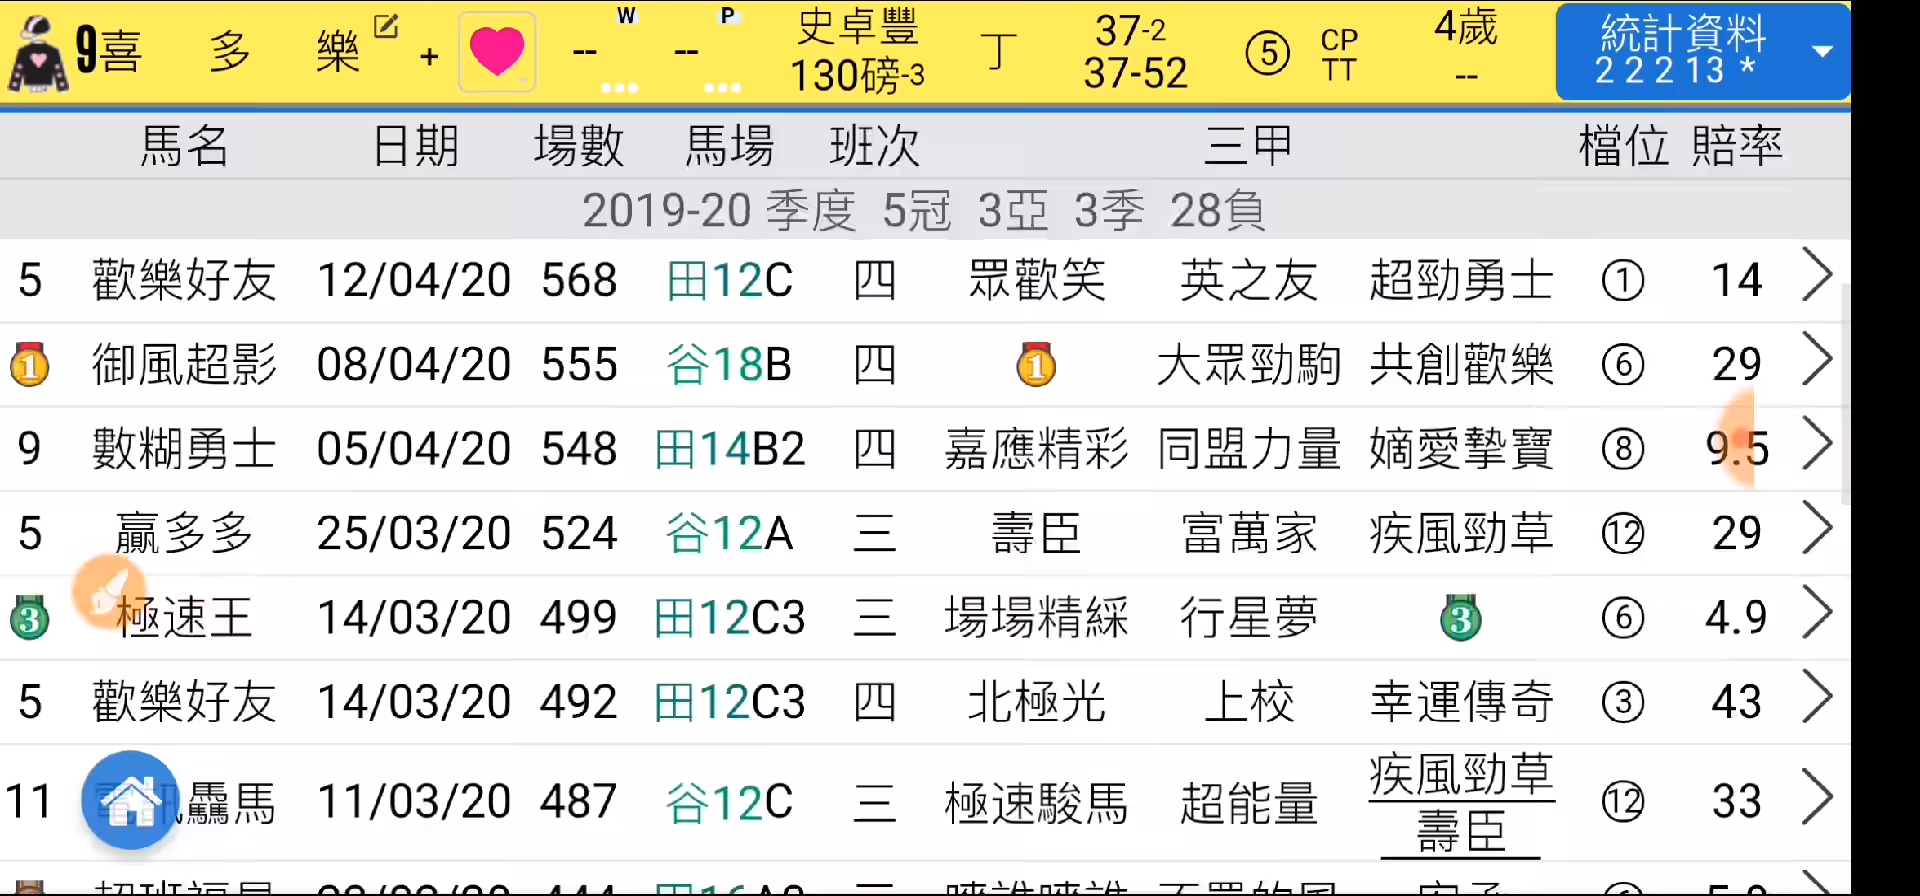 9喜 多 樂 + -- W -- P 史卓豐 丁 37-2 ⑤ CP 4歲 統計資料
130磅-3 37-52 TT -- 2 2 2 13 *
馬名 日期 場數 馬場 班次 三甲 檔位 賠率
2019-20 季度 5冠 3亞 3季 28負
5 歡樂好友 12/04/20 568 田12C 四 眾歡笑 英之友 超勁勇士 ① 14
1 御風超影 08/04/20 555 谷18B 四 1 大眾勁駒 共創歡樂 ⑥ 29
9 數糊勇士 05/04/20 548 田14B2 四 嘉應精彩 同盟力量 嫡愛摯寶 ⑧ 9.5
5 贏多多 25/03/20 524 谷12A 三 壽臣 富萬家 疾風勁草 ⑫ 29
3 極速王 14/03/20 499 田12C3 三 場場精綵 行星夢 3 ⑥ 4.9
5 歡樂好友 14/03/20 492 田12C3 四 北極光 上校 幸運傳奇 ③ 43
11 驫馬 11/03/20 487 谷12C 三 極速駿馬 超能量 疾風勁草 ⑫ 33
壽臣